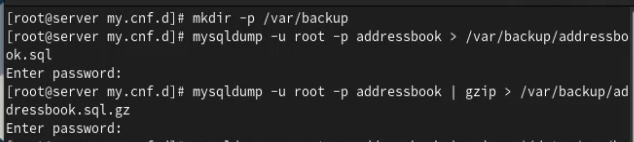 [root@server my.cnf.d]# mkdir -p /var/backup
[root@server my.cnf.d]# mysqldump -u root -p addressbook > /var/backup/addressbo
ok.sql
Enter password:
[root@server my.cnf.d]# mysqldump -u root -p addressbook | gzip > /var/backup/ad
dressbook.sql.gz
Enter password: